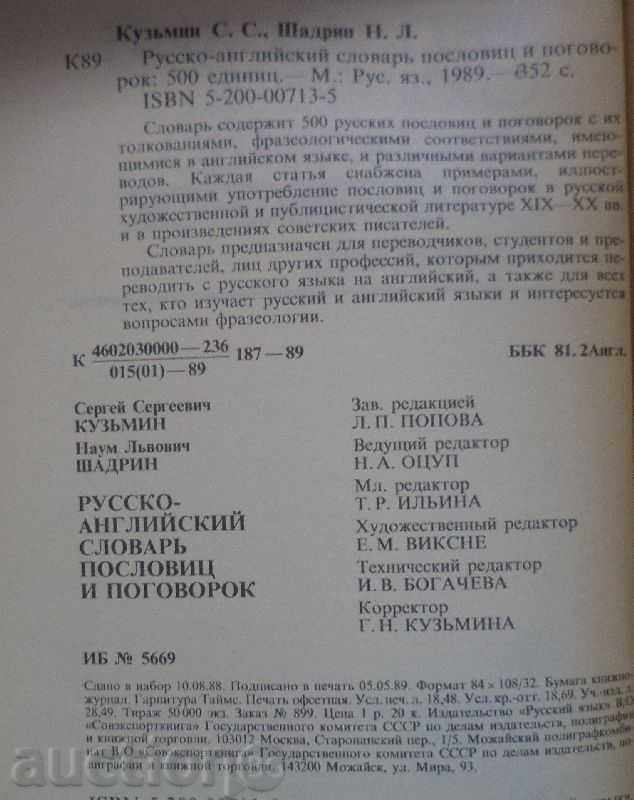 Кузьмин С. С., Шадрин Н. Л.
К89 Русско-английский словарь пословиц и погово-
рок: 500 единиц.— М.: Рус. яз., 1989.— 352 с.
ISBN 5-200-00713-5
Словарь содержит 500 русских пословиц и поговорок с их
толкованиями, фразеологическими соответствиями, имею-
щимися в английском языке, и различными вариантами пере-
водов. Каждая статья снабжена примерами, иллюст-
рирующими употребление пословиц и поговорок в русской
художественной и публицистической литературе XIX—XX вв.
и в произведениях советских писателей.
Словарь предназначен для переводчиков, студентов и пре-
подавателей, лиц других профессий, которым приходится пе-
реводить с русского языка на английский, а также для всех
тех, кто изучает русский и английский языки и интересуется
вопросами фразеологии.
К 4602030000—236 187—89 ББК 81.2Англ.
015(01)—89
Сергей Сергеевич
КУЗЬМИН
Наум Львович
ШАДРИН
РУССКО-
АНГЛИЙСКИЙ
СЛОВАРЬ
ПОСЛОВИЦ
И ПОГОВОРОК
Зав. редакцией
Л. П. ПОПОВА
Ведущий редактор
Н. А. ОЦУП
Мл. редактор
Т. Р. ИЛЬИНА
Художественный редактор
Е. М. ВИКСНЕ
Технический редактор
И. В. БОГАЧЕВА
Корректор
Г. Н. КУЗЬМИНА
ИБ № 5669
Сдано в набор 10.08.88. Подписано в печать 05.05.89. Формат 84 × 108/32. Бумага книжно-
журнал. Гарнитура Таймс. Печать офсетная. Усл. печ. л. 18,48. Усл. кр.-отт. 18,69. Уч.-изд. л.
28,49. Тираж 50 000 экз. Заказ № 899. Цена 1 р. 20 к. Издательство «Русский язык» В/О
«Совэкспорткнига» Государственного комитета СССР по делам издательств, полиграфии
и книжной торговли. 103012 Москва, Старопанский пер., 1/5. Можайский полиграфкомби-
нат В/О «Совэкспорткнига» Государственного комитета СССР по делам издательств, по-
лиграфии и книжной торговли. 143200 Можайск, ул. Мира, 93.